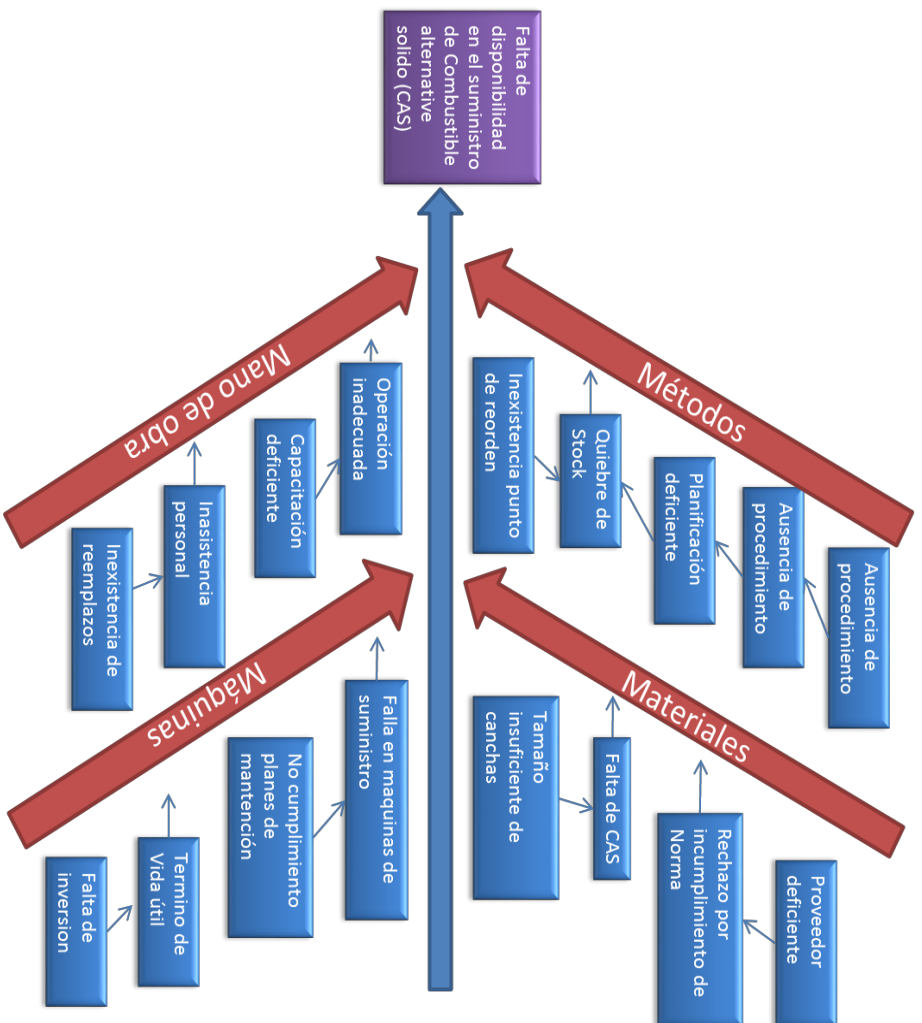 Falta de
disponibilidad
en el suministro
de Combustible
alternative
solido (CAS)
Métodos
Inexistencia punto
de reorden
Quiebre de
Stock
Planificación
deficiente
Ausencia de
procedimiento
Ausencia de
procedimiento
Materiales
Tamaño
insuficiente de
canchas
Falta de CAS
Rechazo por
incumplimiento de
Norma
Proveedor
deficiente
Mano de obra
Operación
inadecuada
Capacitación
deficiente
Inasistencia
personal
Inexistencia de
reemplazos
Máquinas
Falla en maquinas de
suministro
No cumplimiento
planes de
mantención
Termino de
Vida útil
Falta de
inversion